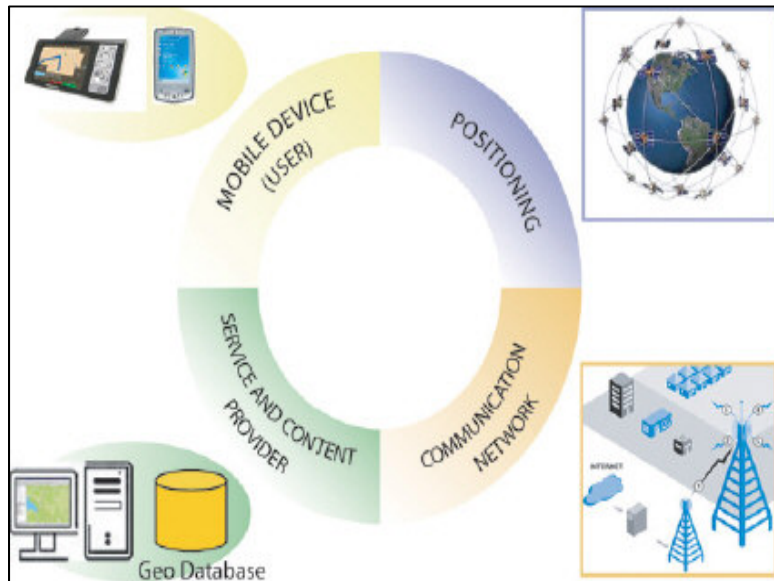 MOBILE DEVICE
(USER)
POSITIONING
SERVICE AND CONTENT
PROVIDER
COMMUNICATION
NETWORK
INTERNET
Geo Database